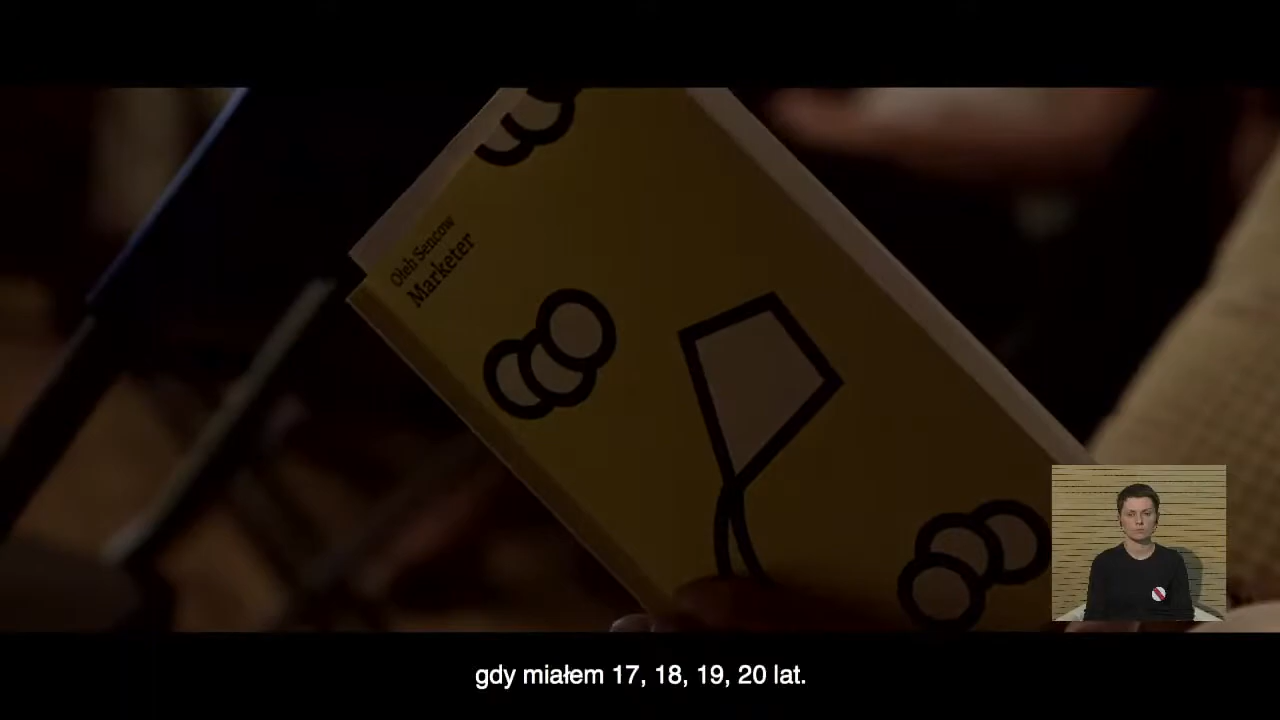 Oleh Sencow
Marketer
gdy miałem 17, 18, 19, 20 lat.